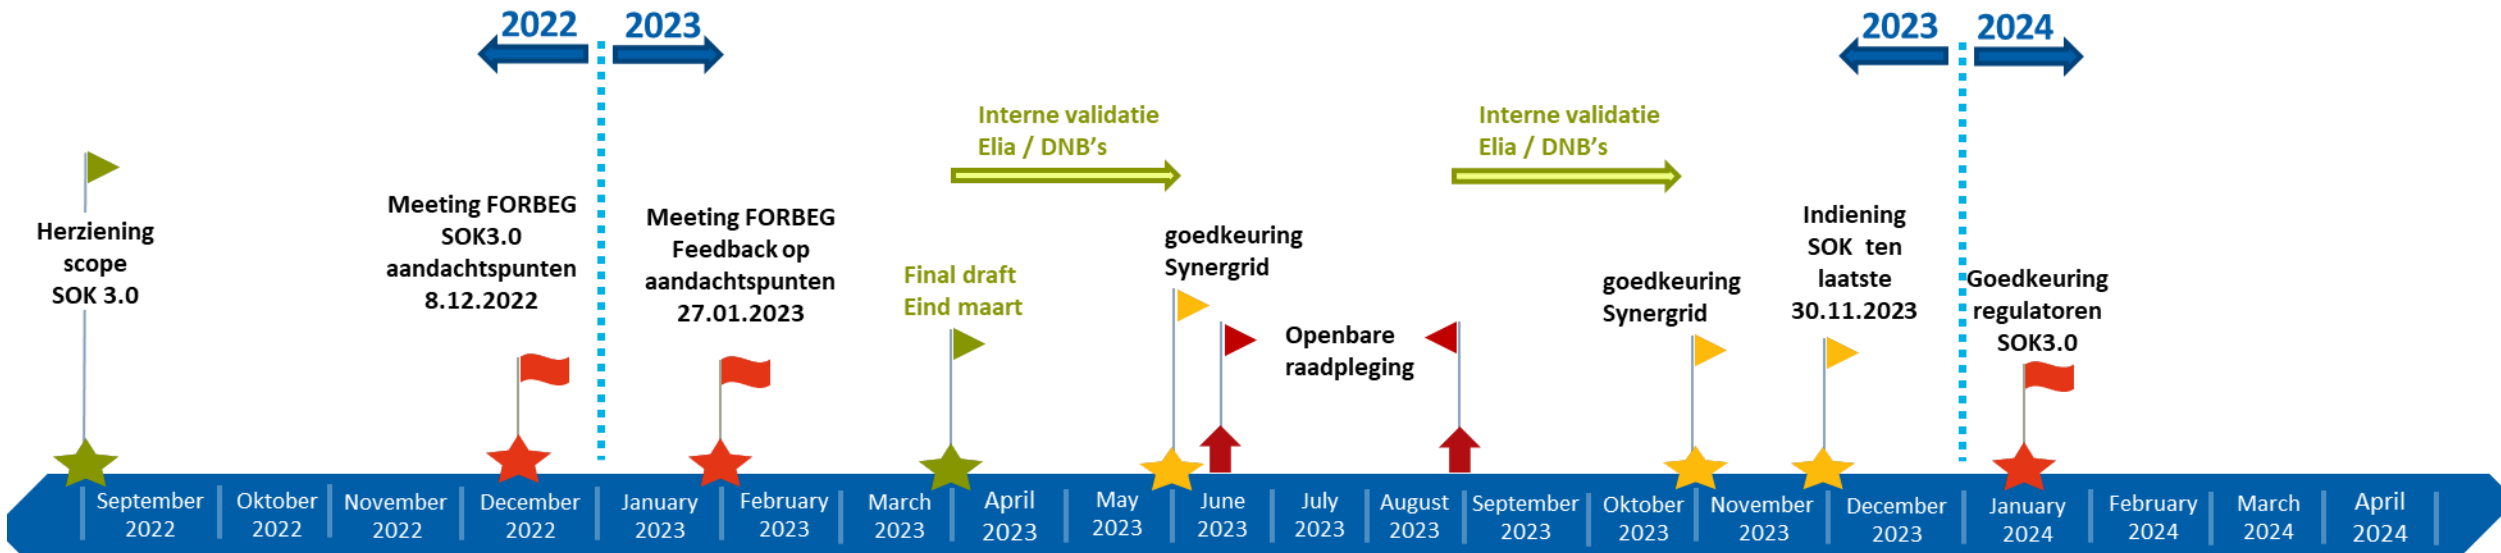 2022
2023
2023
2024
Interne validatie
Elia / DNB's
Interne validatie
Elia / DNB's
Herziening
scope
SOK 3.0
Meeting FORBEG
SOK3.0
aandachtspunten
8.12.2022
Meeting FORBEG
Feedback op
aandachtspunten
27.01.2023
Final draft
Eind maart
goedkeuring
Synergrid
Openbare
raadpleging
goedkeuring
Synergrid
Indiening
SOK ten
laatste
30.11.2023
Goedkeuring
regulatoren
SOK3.0
September
2022
Oktober
2022
November
2022
December
2022
January
2023
February
2023
March
2023
April
2023
May
2023
June
2023
July
2023
August
2023
September
2023
Oktober
2023
November
2023
December
2023
January
2024
February
2024
March
2024
April
2024